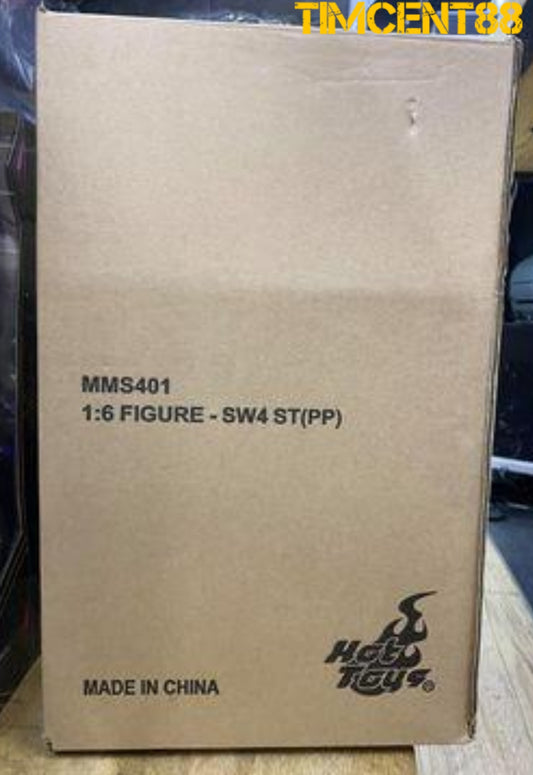 TIMCENT88
MMS401
1:6 FIGURE - SW4 ST(PP)
Hot
Toys®
MADE IN CHINA